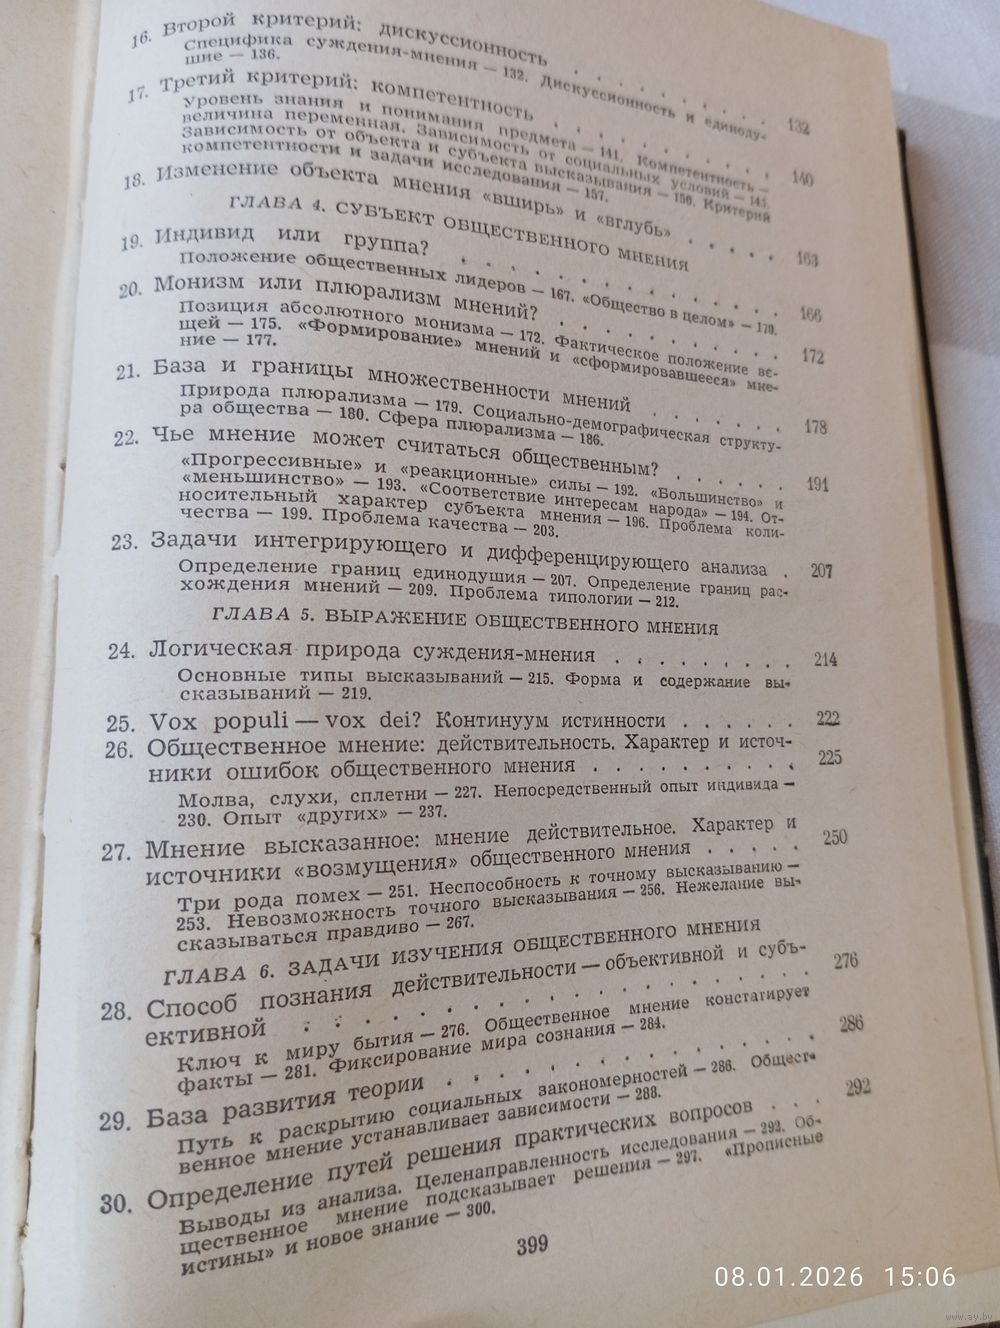 16. Второй критерий: дискуссионность . . . . . . . 132
Специфика суждения-мнения — 132. Дискуссионность и единоду-
шие — 136.
17. Третий критерий: компетентность . . . . . . . . 140
Уровень знания и понимания предмета — 141. Компетентность —
величина переменная. Зависимость от социальных условий — 145.
Зависимость от объекта и субъекта высказывания — 150. Критерий
компетентности и задачи исследования — 157.
18. Изменение объекта мнения «вширь» и «вглубь» . . . . . 163
ГЛАВА 4. СУБЪЕКТ ОБЩЕСТВЕННОГО МНЕНИЯ
19. Индивид или группа? . . . . . . . . . . . 166
Положение общественных лидеров — 167. «Общество в целом» — 170.
20. Монизм или плюрализм мнений? . . . . . . . . 172
Позиция абсолютного монизма — 172. Фактическое положение ве-
щей — 175. «Формирование» мнений и «сформировавшееся» мне-
ние — 177.
21. База и границы множественности мнений . . . . . . 178
Природа плюрализма — 179. Социально-демографическая структу-
ра общества — 180. Сфера плюрализма — 186.
22. Чье мнение может считаться общественным? . . . . . . 191
«Прогрессивные» и «реакционные» силы — 192. «Большинство» и
«меньшинство» — 193. «Соответствие интересам народа» — 194. От-
носительный характер субъекта мнения — 196. Проблема коли-
чества — 199. Проблема качества — 203.
23. Задачи интегрирующего и дифференцирующего анализа . 207
Определение границ единодушия — 207. Определение границ рас-
хождения мнений — 209. Проблема типологии — 212.
ГЛАВА 5. ВЫРАЖЕНИЕ ОБЩЕСТВЕННОГО МНЕНИЯ
24. Логическая природа суждения-мнения . . . . . . . . 214
Основные типы высказываний — 215. Форма и содержание вы-
сказываний — 219.
25. Vox populi — vox dei? Континуум истинности . . . . . . 222
26. Общественное мнение: действительность. Характер и источ-
ники ошибок общественного мнения . . . . . . . . . 225
Молва, слухи, сплетни — 227. Непосредственный опыт индивида —
230. Опыт «других» — 237.
27. Мнение высказанное: мнение действительное. Характер и
источники «возмущения» общественного мнения . . . . . 250
Три рода помех — 251. Неспособность к точному высказыванию —
253. Невозможность точного высказывания — 256. Нежелание вы-
сказываться правдиво — 267.
ГЛАВА 6. ЗАДАЧИ ИЗУЧЕНИЯ ОБЩЕСТВЕННОГО МНЕНИЯ
28. Способ познания действительности — объективной и субъ-
ективной . . . . . . . . . . . . . . . . . 276
Ключ к миру бытия — 276. Общественное мнение констатирует
факты — 281. Фиксирование мира сознания — 284.
29. База развития теории . . . . . . . . . . . . . 286
Путь к раскрытию социальных закономерностей — 286. Общест-
венное мнение устанавливает зависимости — 288.
30. Определение путей решения практических вопросов . . . 292
Выводы из анализа. Целенаправленность исследования — 292. Об-
щественное мнение подсказывает решения — 297. «Прописные
истины» и новое знание — 300.
399
08.01.2026 15:06
www.ay.by